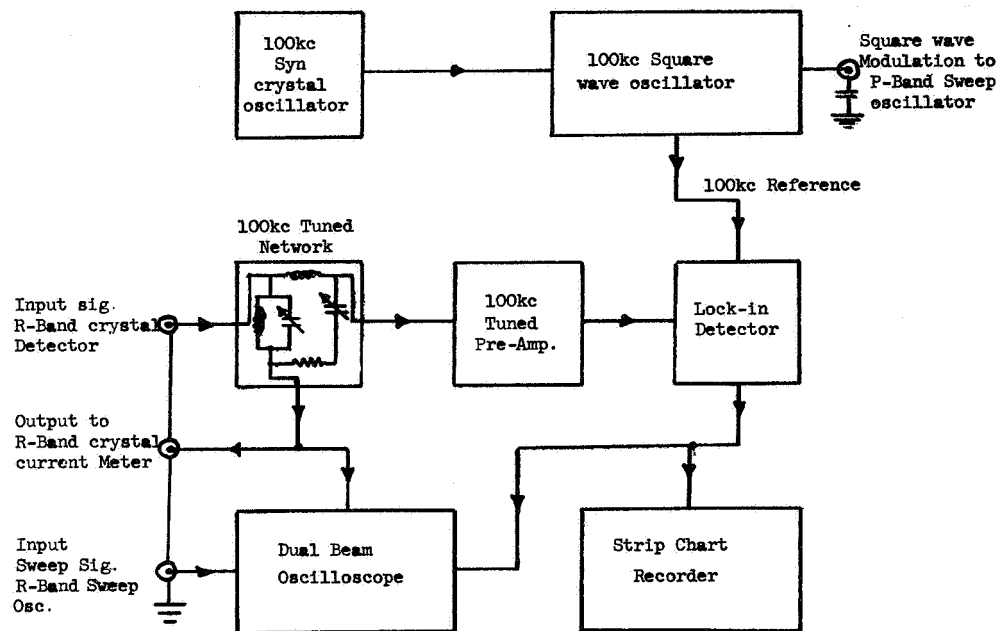 100kc
Syn
crystal
oscillator
100kc Square
wave oscillator
Square wave
Modulation to
P-Band Sweep
oscillator
100kc Reference
100kc Tuned
Network
Input sig.
R-Band crystal
Detector
100kc
Tuned
Pre-Amp.
Lock-in
Detector
Output to
R-Band crystal
current Meter
Input
Sweep Sig.
R-Band Sweep
Osc.
Dual Beam
Oscilloscope
Strip Chart
Recorder